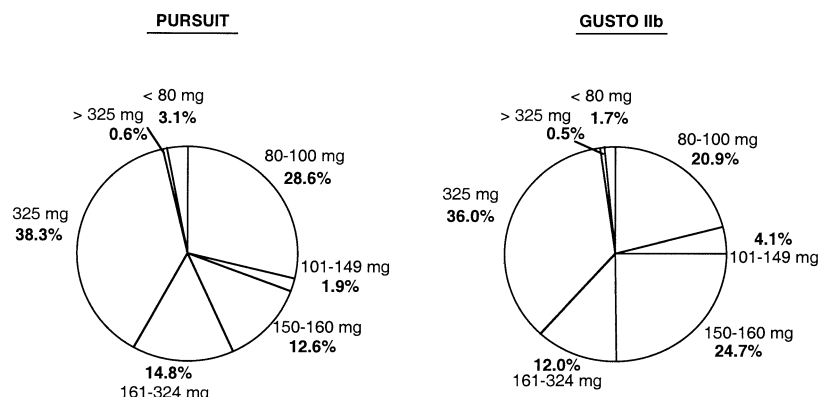 PURSUIT
< 80 mg
> 325 mg 3.1%
0.6%
80-100 mg
28.6%
325 mg
38.3%
101-149 mg
1.9%
150-160 mg
12.6%
14.8%
161-324 mg
GUSTO IIb
< 80 mg
> 325 mg 1.7%
0.5%
80-100 mg
20.9%
325 mg
36.0%
4.1%
101-149 mg
150-160 mg
24.7%
12.0%
161-324 mg